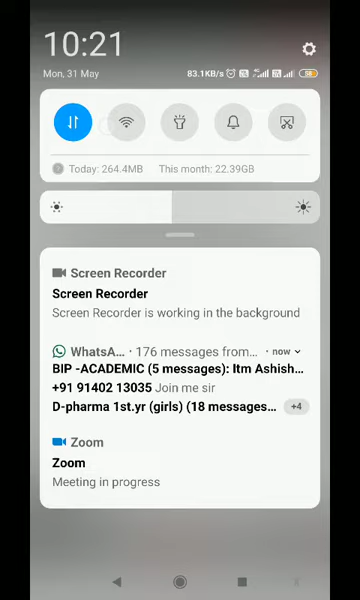 10:21
Mon, 31 May
83.1KB/s
58
Today: 264.4MB This month: 22.39GB
Screen Recorder
Screen Recorder
Screen Recorder is working in the background
WhatsA... · 176 messages from... · now
BIP -ACADEMIC (5 messages): Itm Ashish...
+91 91402 13035 Join me sir
D-pharma 1st.yr (girls) (18 messages...
+4
Zoom
Zoom
Meeting in progress